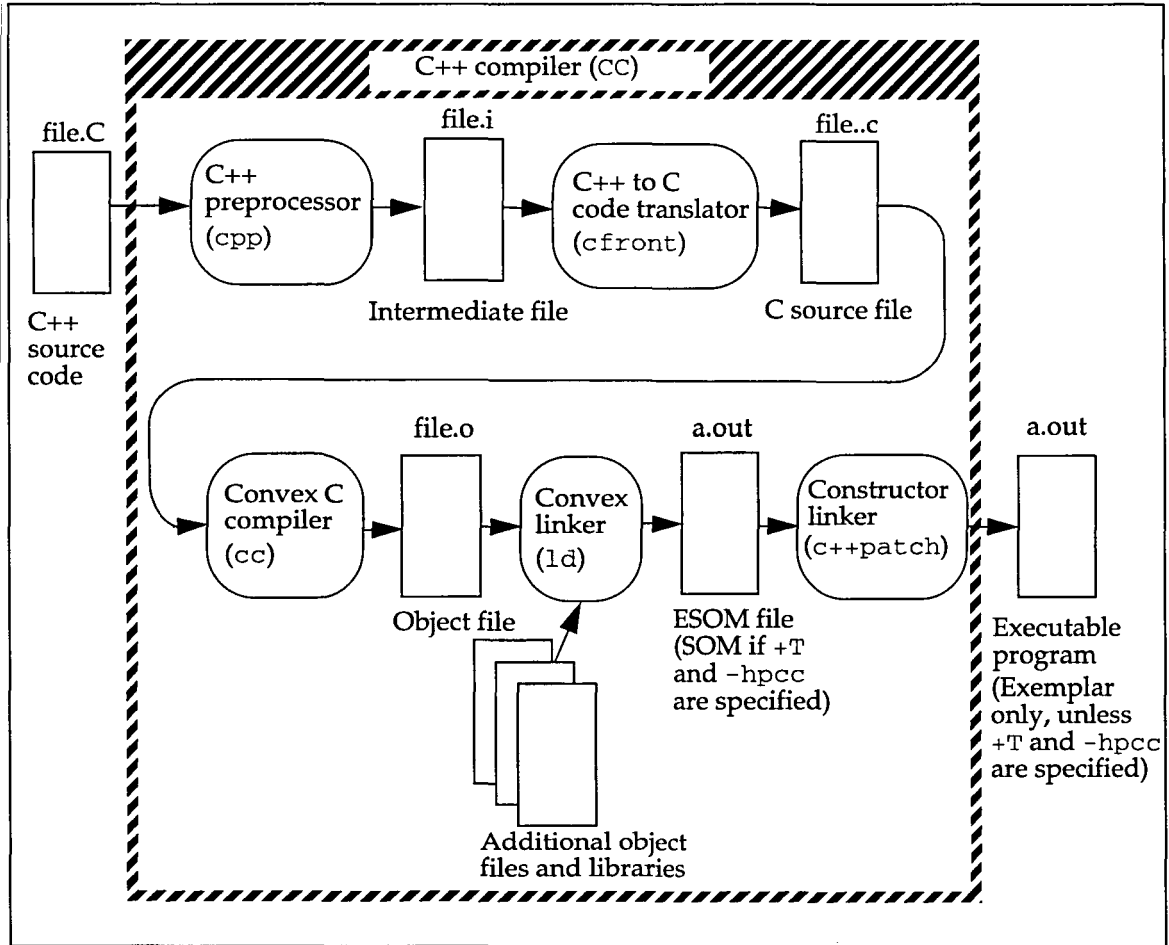 C++ compiler (CC)
file.C
file.i
file..c
C++
preprocessor
(cpp)
C++ to C
code translator
(cfront)
Intermediate file
C source file
C++
source
code
file.o
a.out
a.out
Convex C
compiler
(cc)
Convex
linker
(ld)
Constructor
linker
(c++patch)
Object file
ESOM file
(SOM if +T
and -hpcc
are specified)
Executable
program
(Exemplar
only, unless
+T and -hpcc
are specified)
Additional object
files and libraries